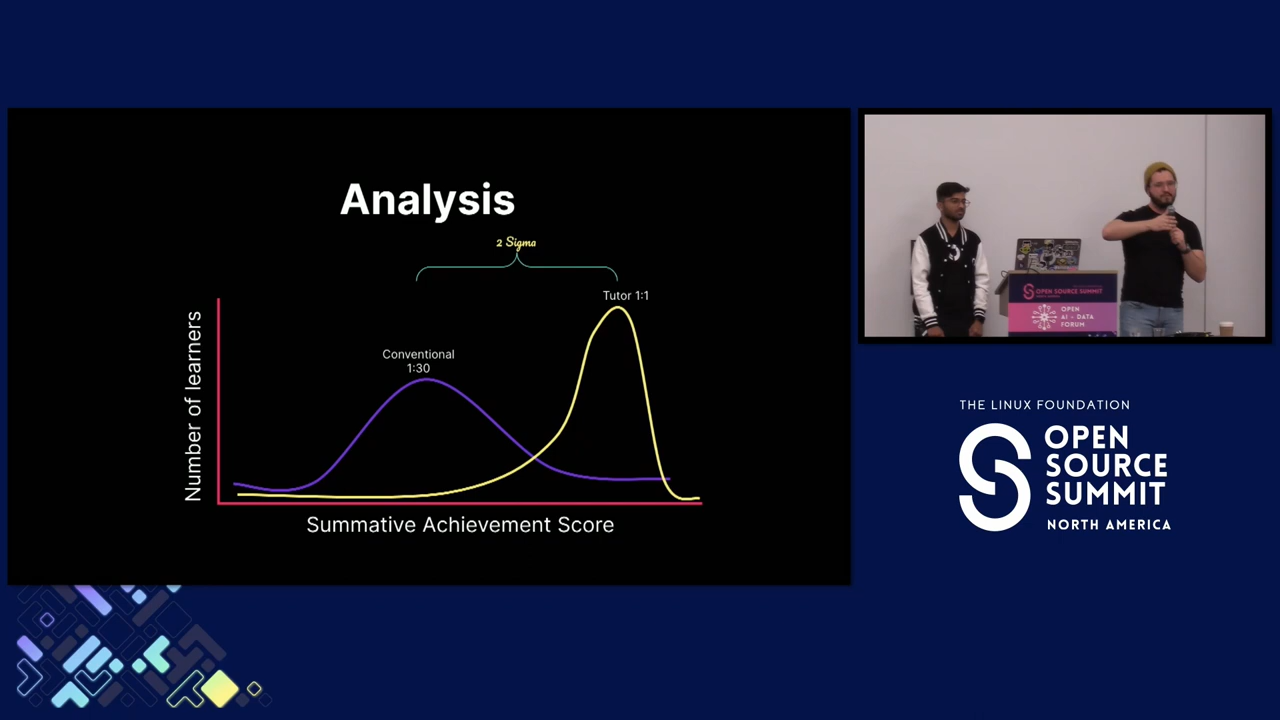 Analysis
2 Sigma
Tutor 1:1
Conventional
1:30
Number of learners
Summative Achievement Score
OPEN SOURCE SUMMIT
OPEN
AI + DATA
FORUM
THE LINUX FOUNDATION
OPEN
SOURCE
SUMMIT
NORTH AMERICA